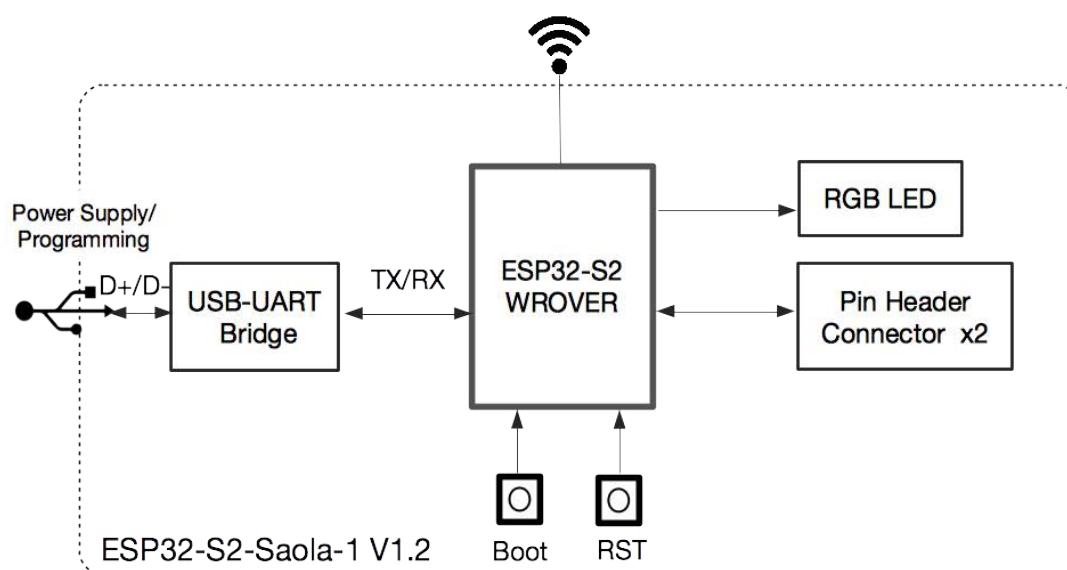 Power Supply/
Programming
D+/D-
USB-UART
Bridge
TX/RX
ESP32-S2
WROVER
RGB LED
Pin Header
Connector x2
Boot
RST
ESP32-S2-Saola-1 V1.2